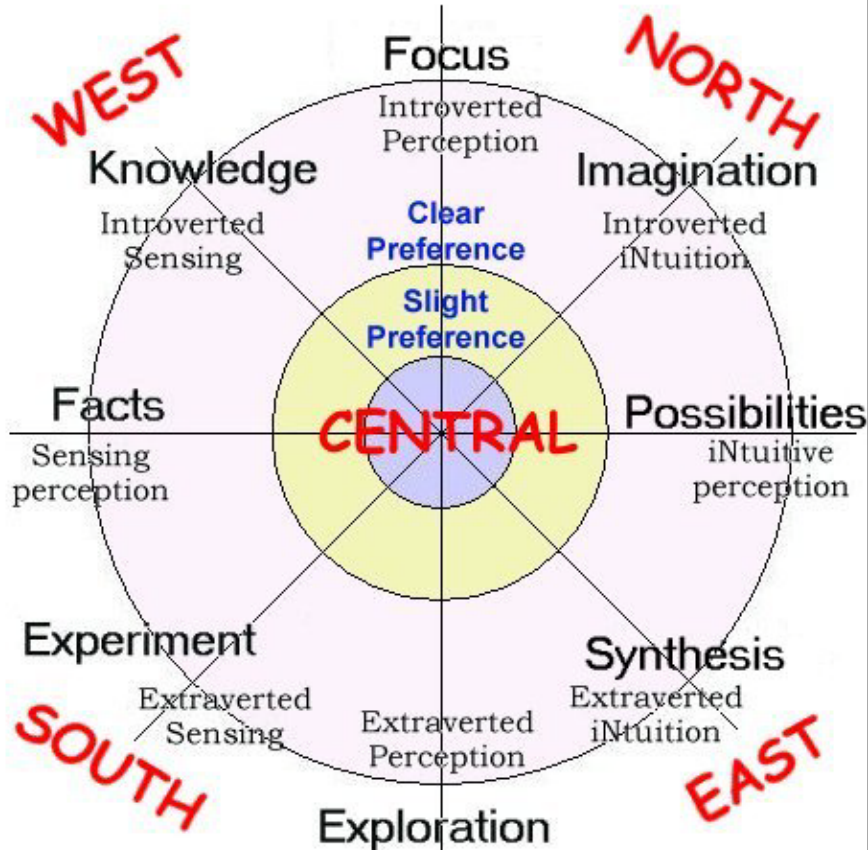 WEST
Focus
NORTH
Introverted
Perception
Knowledge
Imagination
Introverted
Sensing
Clear
Preference
Introverted
iNtuition
Slight
Preference
Facts
CENTRAL
Possibilities
Sensing
perception
iNtuitive
perception
Experiment
Synthesis
Extraverted
Sensing
Extraverted
Perception
Extraverted
iNtuition
SOUTH
EAST
Exploration